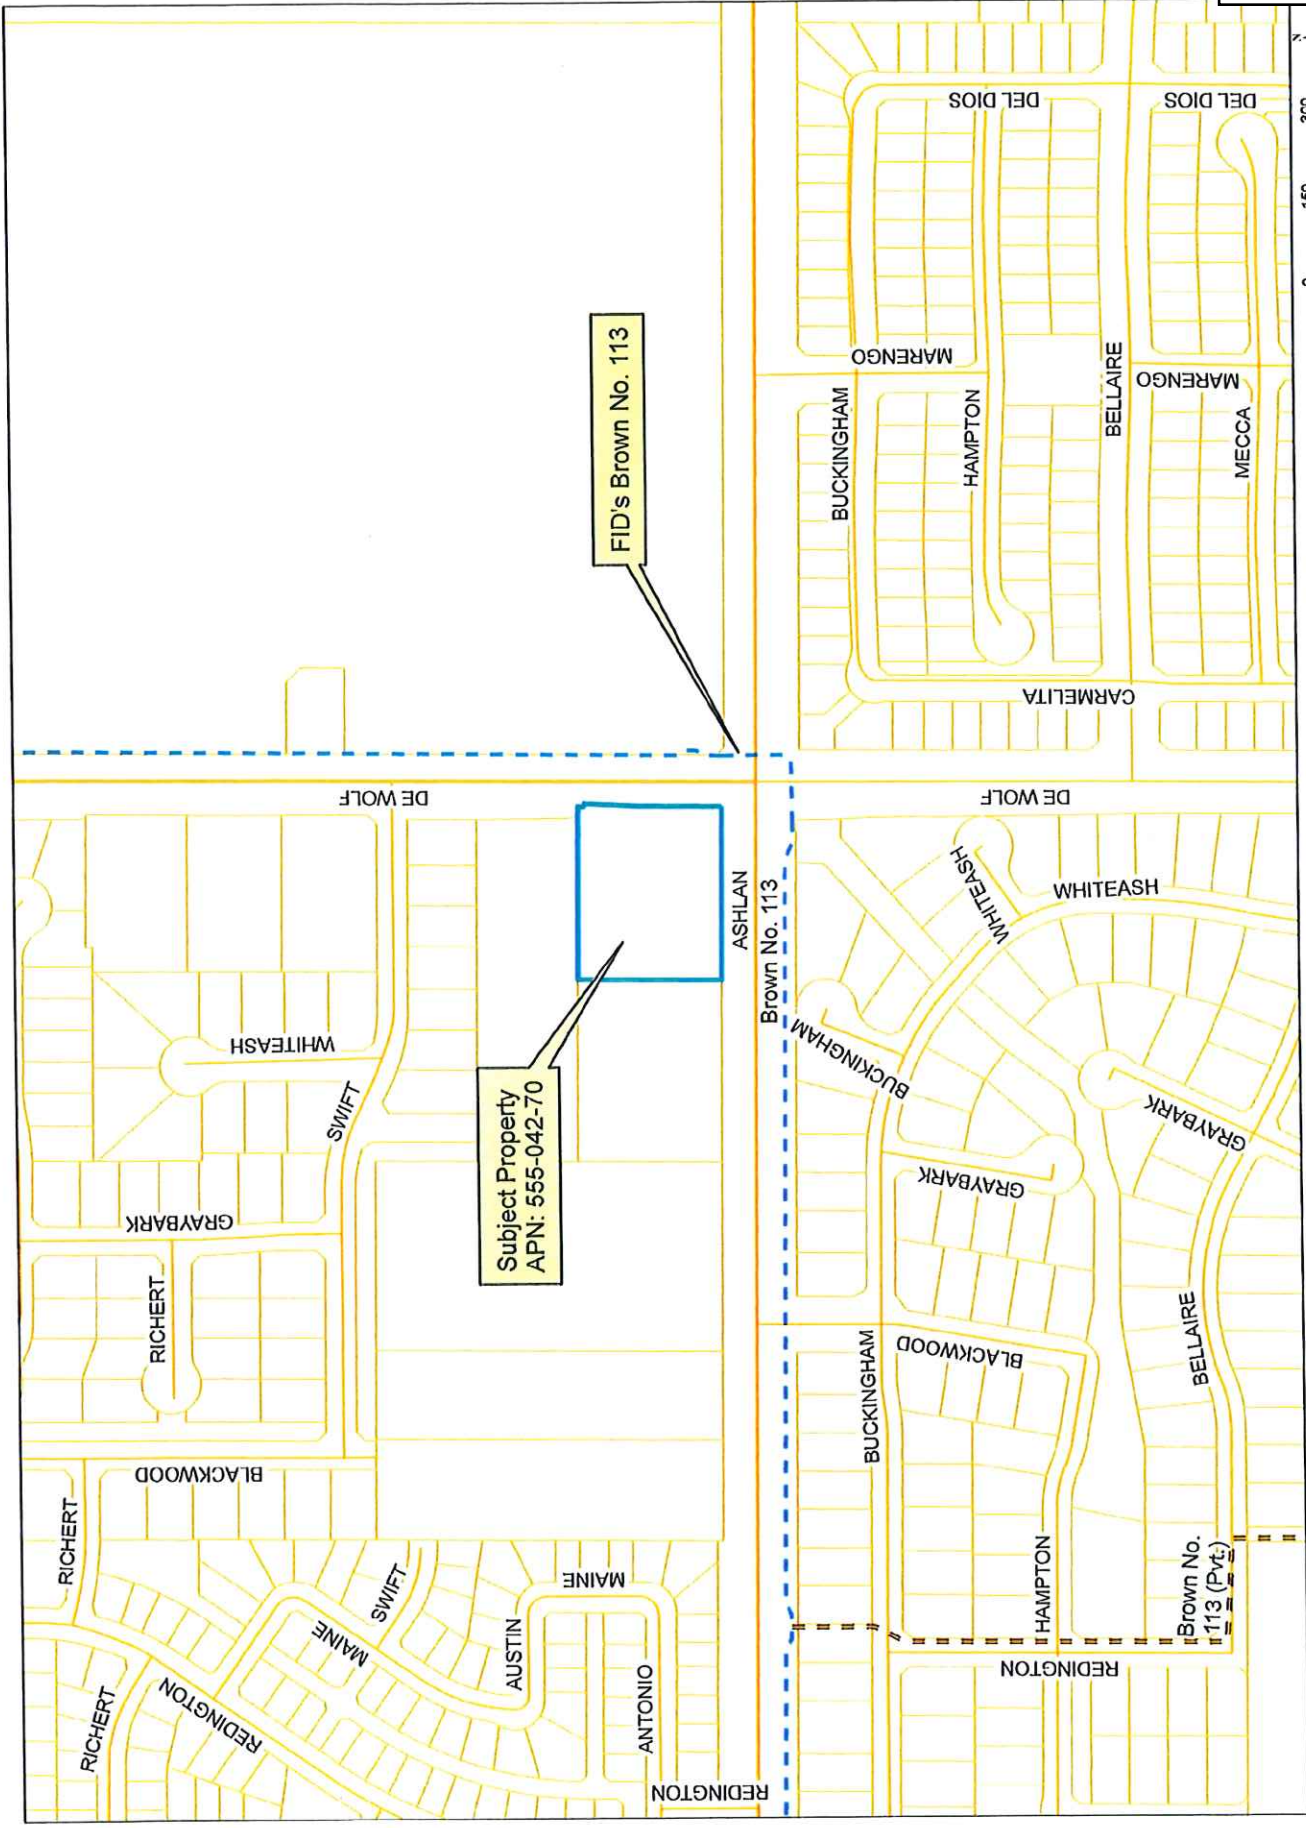 RICHERT
RICHERT
RICHERT
GRAYBARK
BLACKWOOD
REDINGTON
WHITEASH
SWIFT
MAINE
SWIFT
DE WOLF
AUSTIN
Subject Property
APN: 555-042-70
MAINE
FID's Brown No. 113
ANTONIO
REDINGTON
ASHLAN
Brown No. 113
BUCKINGHAM
BUCKINGHAM
BUCKINGHAM
MARENGO
BLACKWOOD
GRAYBARK
WHITEASH
HAMPTON
DEL DIOS
DE WOLF
HAMPTON
REDINGTON
CARMELITA
WHITEASH
BELLAIRE
MARENGO
GRAYBARK
BELLAIRE
Brown No.
113 (Pvt.)
DEL DIOS
MECCA